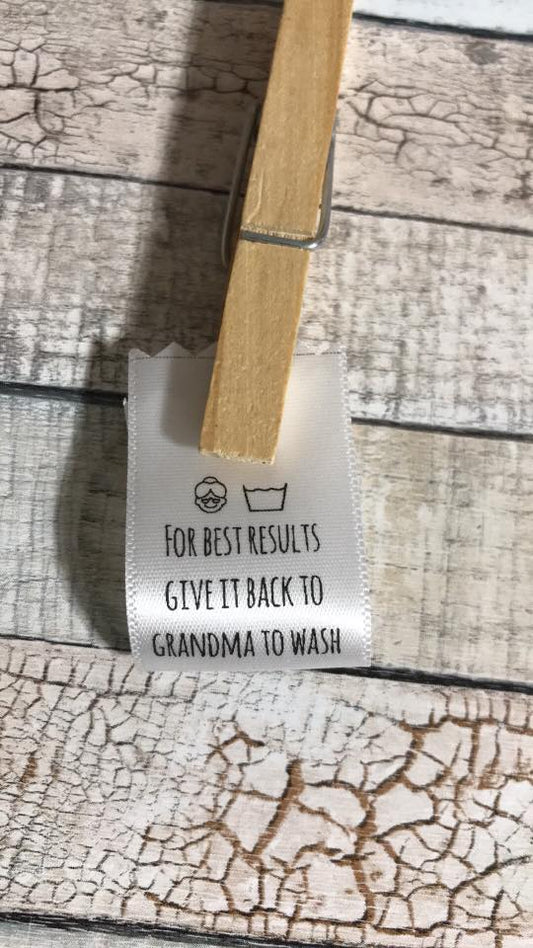 FOR BEST RESULTS
GIVE IT BACK TO
GRANDMA TO WASH